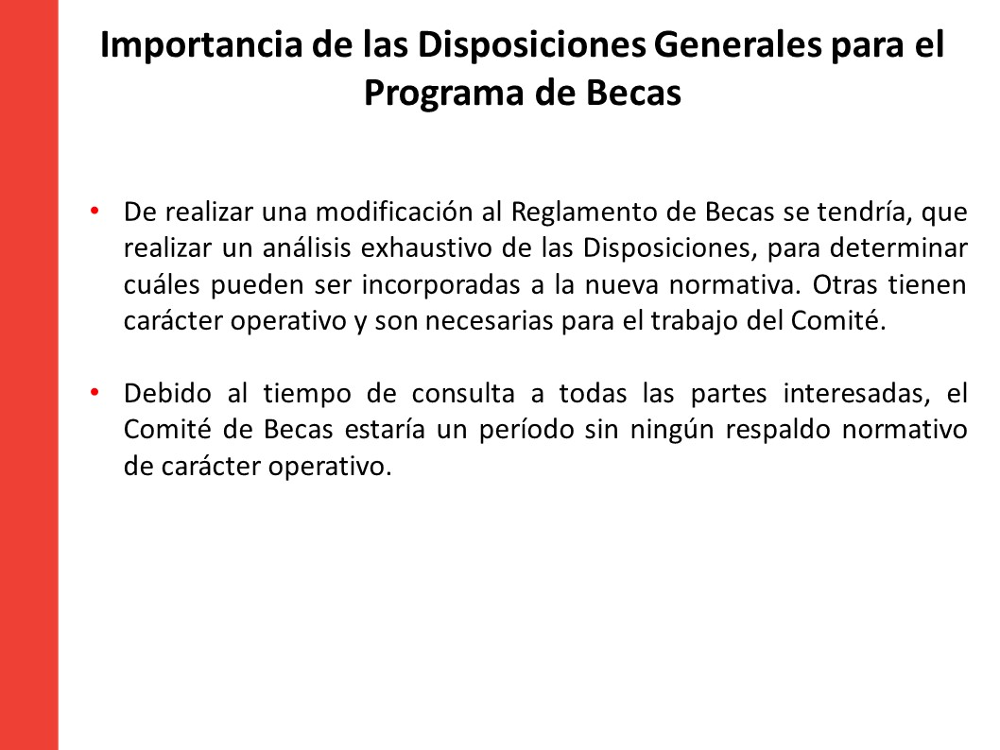 Importancia de las Disposiciones Generales para el
Programa de Becas
• De realizar una modificación al Reglamento de Becas se tendría, que
realizar un análisis exhaustivo de las Disposiciones, para determinar
cuáles pueden ser incorporadas a la nueva normativa. Otras tienen
carácter operativo y son necesarias para el trabajo del Comité.
• Debido al tiempo de consulta a todas las partes interesadas, el
Comité de Becas estaría un período sin ningún respaldo normativo
de carácter operativo.